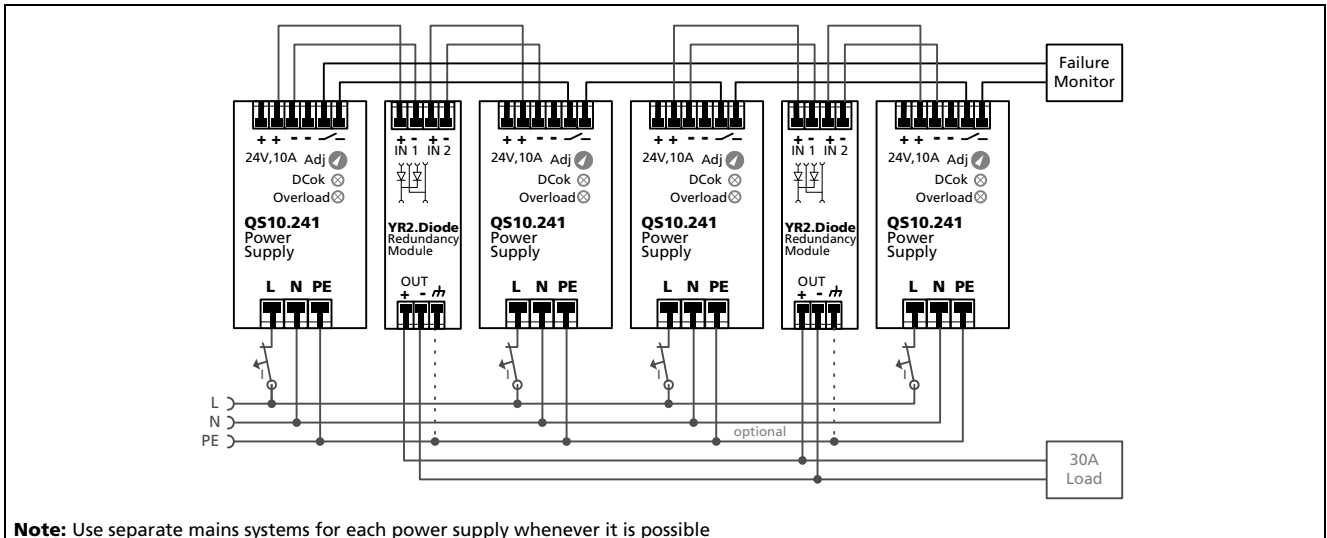 Failure
Monitor
+ + - -
24V,10A Adj
DCok
Overload
QS10.241
Power
Supply
L N PE
+ - + -
IN 1 IN 2
YR2.Diode
Redundancy
Module
OUT
+ -
+ + - -
24V,10A Adj
DCok
Overload
QS10.241
Power
Supply
L N PE
+ + - -
24V,10A Adj
DCok
Overload
QS10.241
Power
Supply
L N PE
+ - + -
IN 1 IN 2
YR2.Diode
Redundancy
Module
OUT
+ -
+ + - -
24V,10A Adj
DCok
Overload
QS10.241
Power
Supply
L N PE
I
I
I
I
L
N
PE
optional
30A
Load
Note: Use separate mains systems for each power supply whenever it is possible